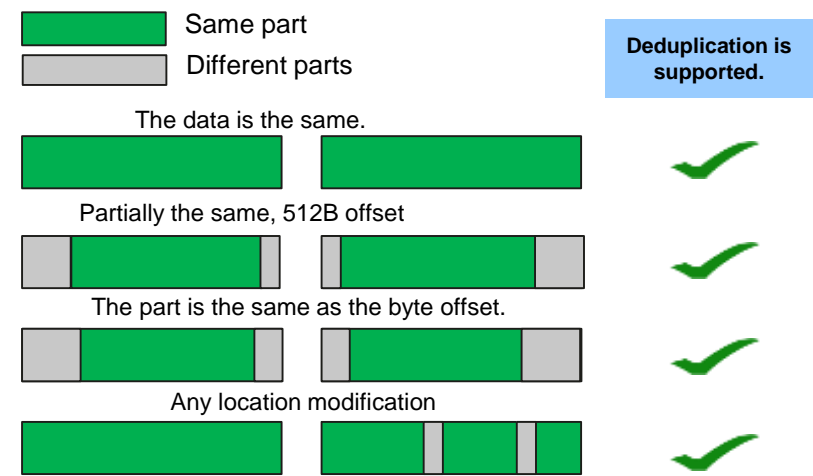 Same part
Different parts
Deduplication is
supported.
The data is the same.
Partially the same, 512B offset
The part is the same as the byte offset.
Any location modification